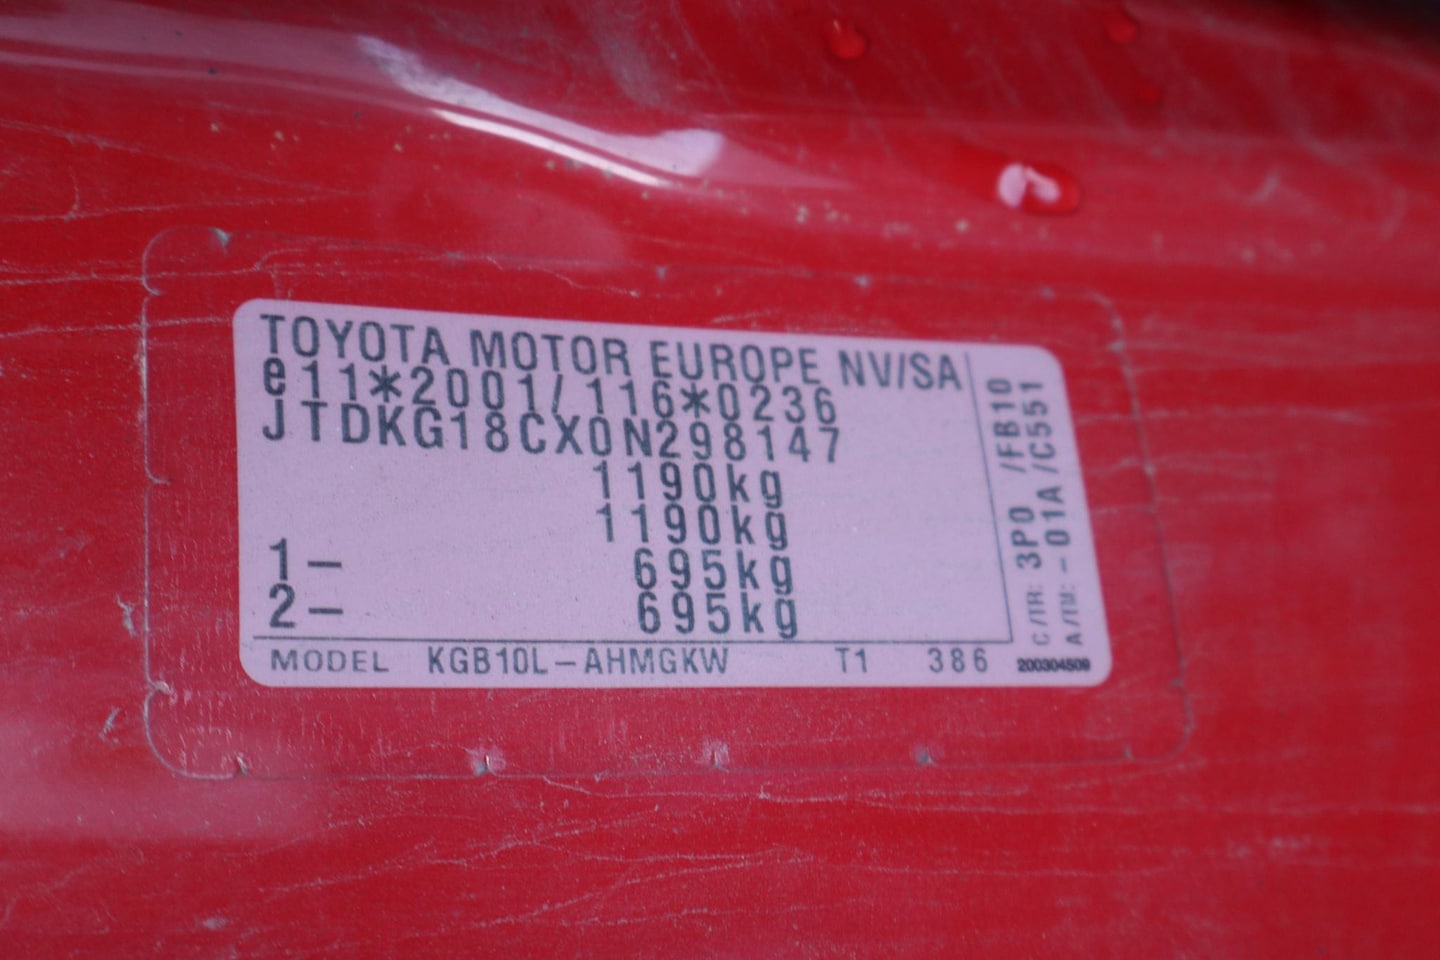 TOYOTA MOTOR EUROPE NV/SA
e11*2001/116*0236
JTDKG18CX0N298147
1190kg
1190kg
1- 695kg
2- 695kg
MODEL KGB10L-AHMGKW T1 386
C/TR: 3P0 /FB10
A/TM: -01A /C551
200304509